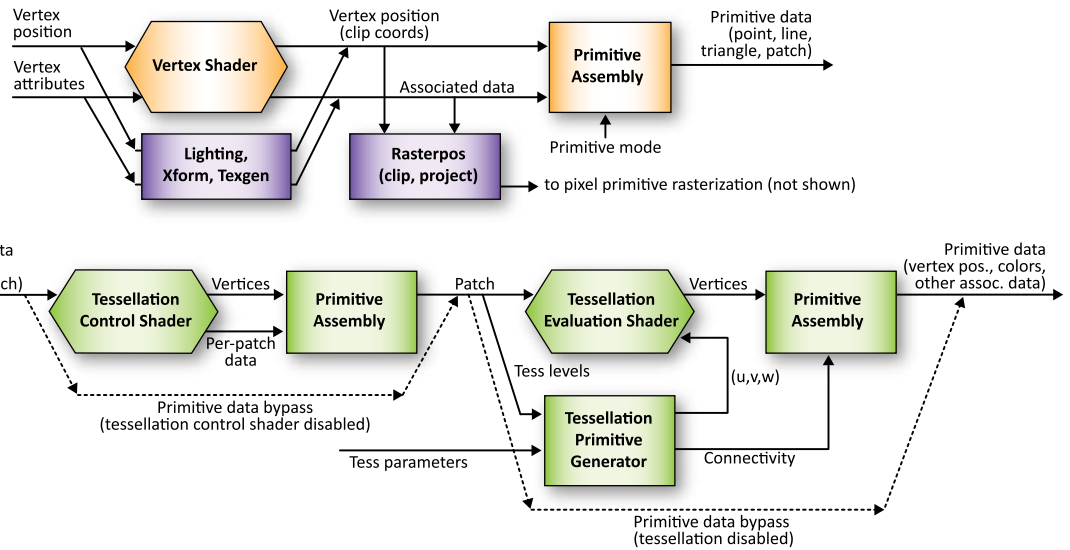 Vertex
position
Vertex
attributes
Vertex Shader
Lighting,
Xform, Texgen
Vertex position
(clip coords)
Associated data
Rasterpos
(clip, project)
to pixel primitive rasterization (not shown)
Primitive
Assembly
Primitive mode
Primitive data
(point, line,
triangle, patch)
ta
ch)
Tessellation
Control Shader
Vertices
Per-patch
data
Primitive
Assembly
Primitive data bypass
(tessellation control shader disabled)
Patch
Tessellation
Evaluation Shader
Tess levels
Tess parameters
Tessellation
Primitive
Generator
(u,v,w)
Connectivity
Vertices
Primitive
Assembly
Primitive data
(vertex pos., colors,
other assoc. data)
Primitive data bypass
(tessellation disabled)